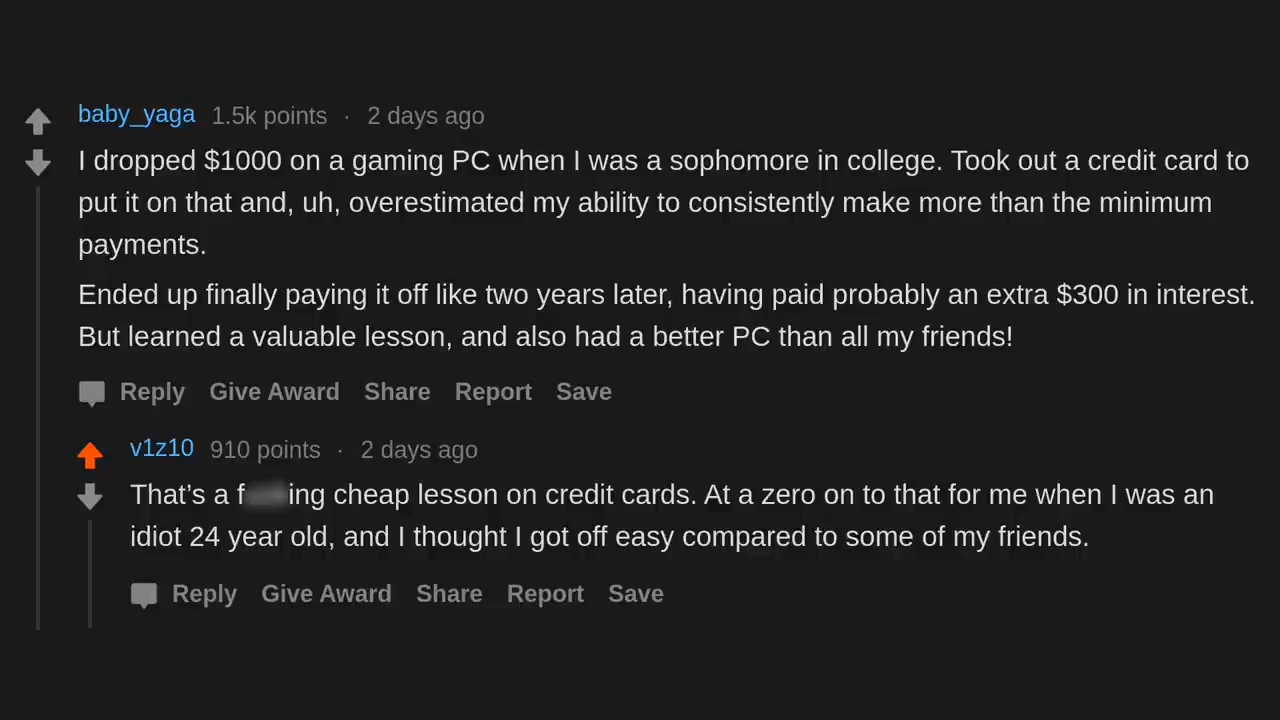 baby_yaga 1.5k points · 2 days ago
I dropped $1000 on a gaming PC when I was a sophomore in college. Took out a credit card to
put it on that and, uh, overestimated my ability to consistently make more than the minimum
payments.
Ended up finally paying it off like two years later, having paid probably an extra $300 in interest.
But learned a valuable lesson, and also had a better PC than all my friends!
Reply Give Award Share Report Save
v1z10 910 points · 2 days ago
That’s a f ing cheap lesson on credit cards. At a zero on to that for me when I was an
idiot 24 year old, and I thought I got off easy compared to some of my friends.
Reply Give Award Share Report Save